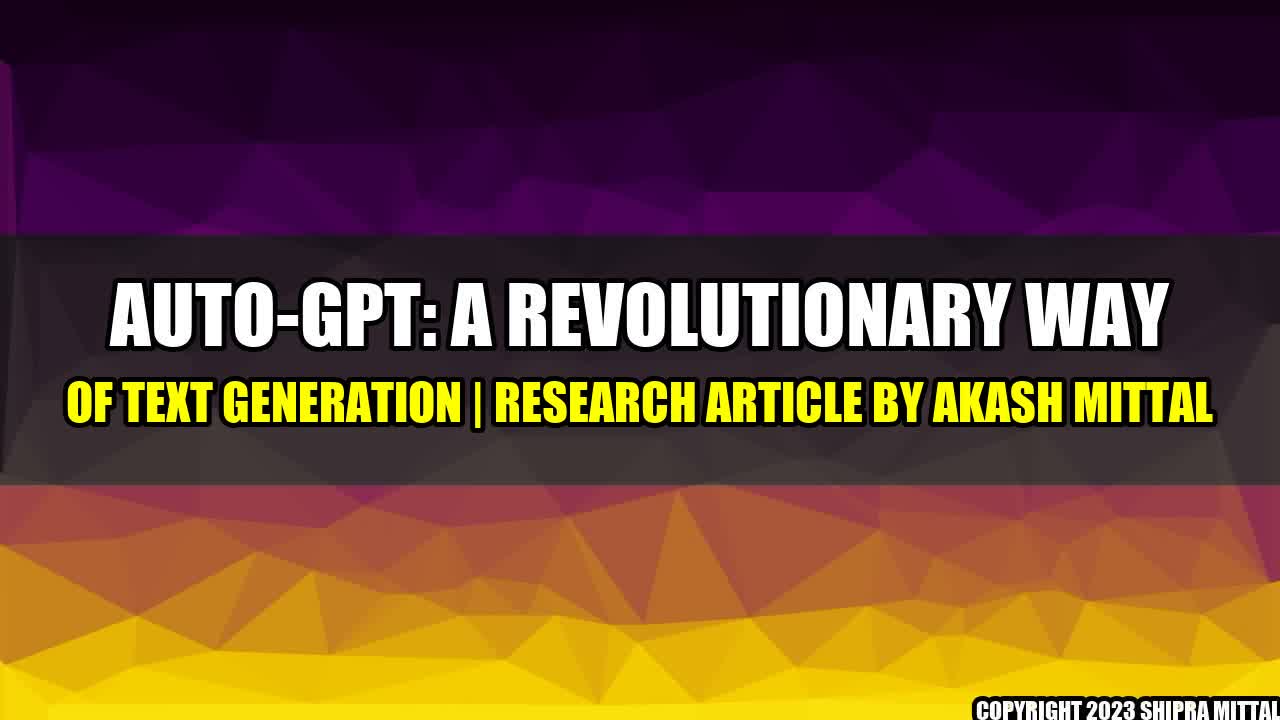 AUTO-GPT: A REVOLUTIONARY WAY
OF TEXT GENERATION | RESEARCH ARTICLE BY AKASH MITTAL
COPYRIGHT 2023 SHIPRA MITTAL